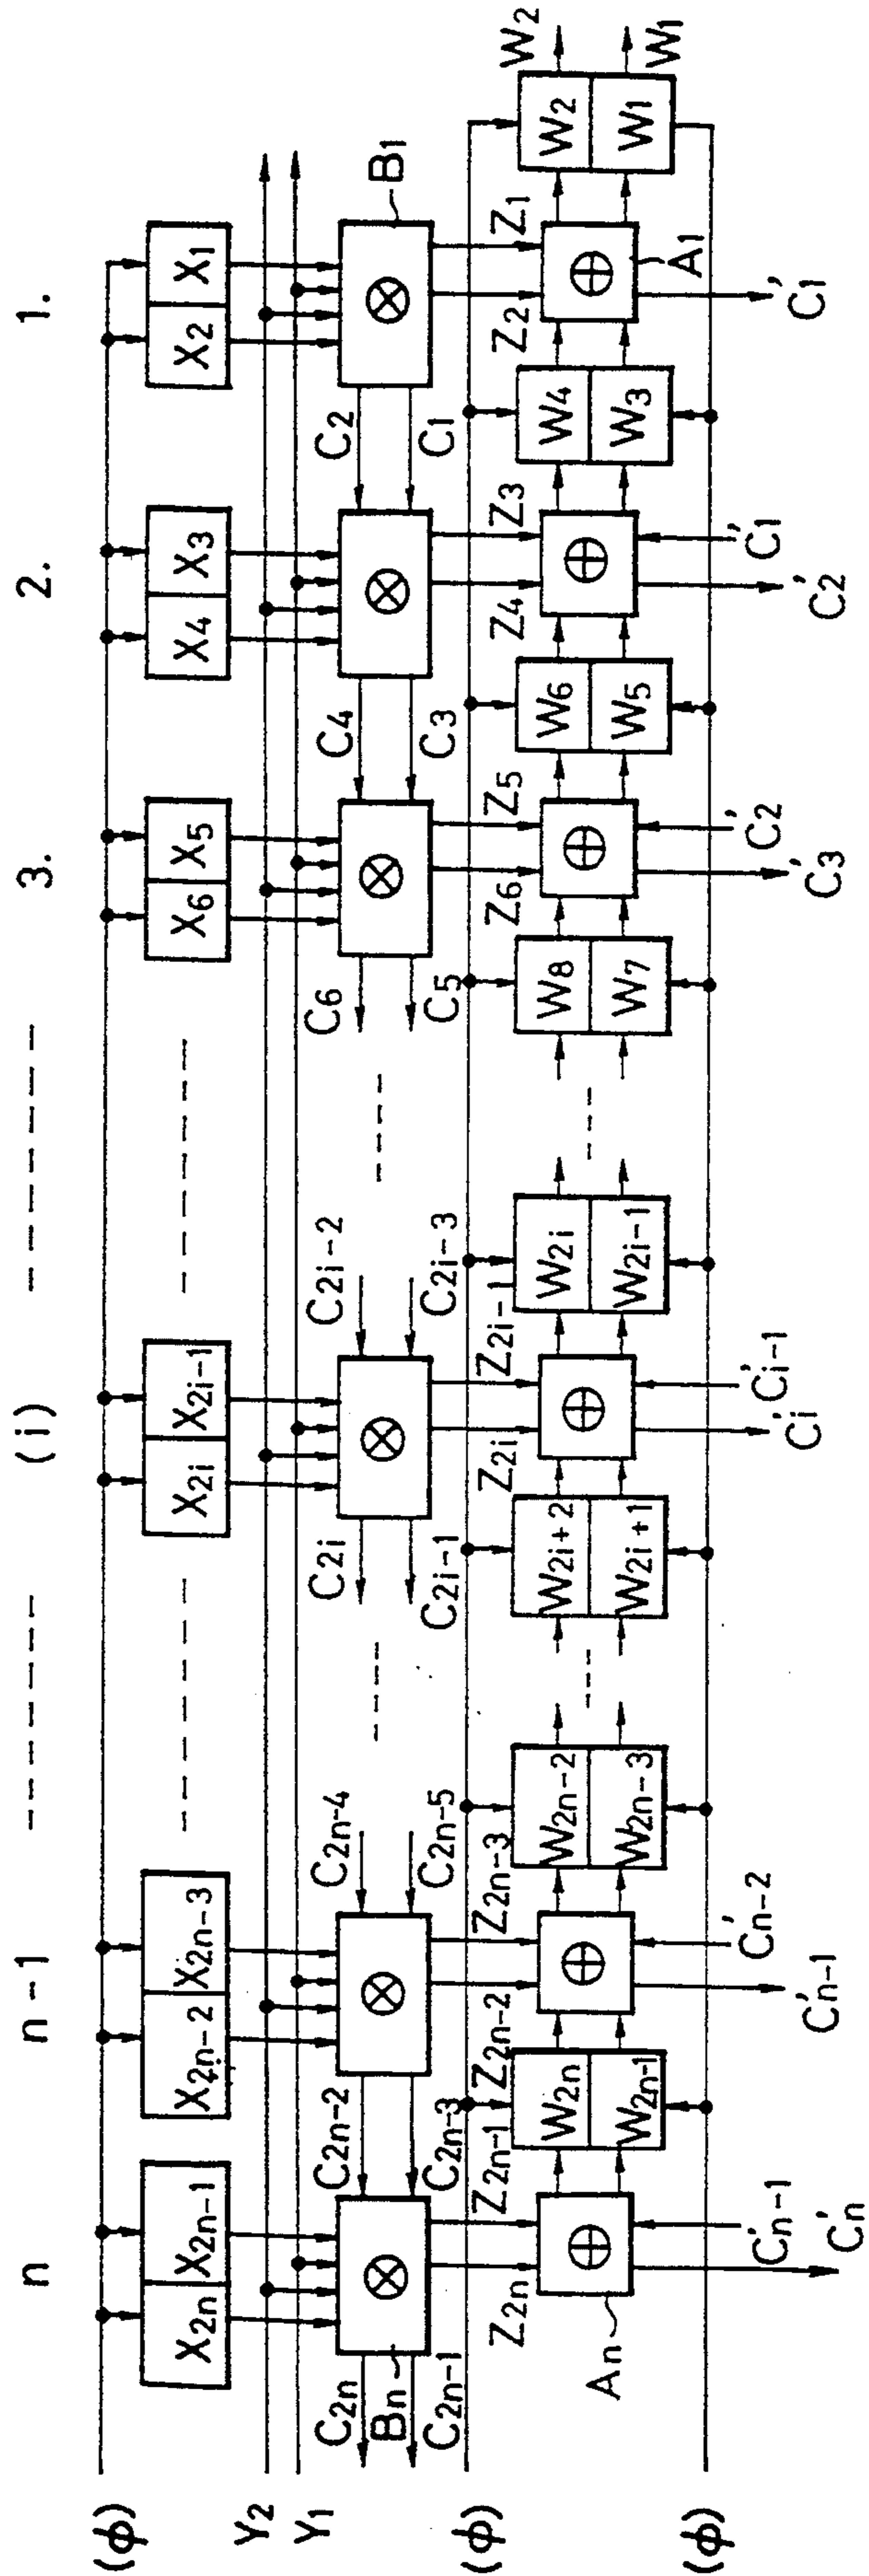 n n-1 (i) 3. 2. 1.
(ϕ)
X2n X2n-1 X2n-2 X2n-3 X2i X2i-1 X6 X5 X4 X3 X2 X1
Y2
Y1
C2n C2n-2 C2n-4 C2i C2i-2 C6 C4 C2
Bn B1
C2n-1 C2n-3 C2n-5 C2i-1 C2i-3 C5 C3 C1
(ϕ)
Z2n Z2n-1 Z2n-2 Z2n-3 Z2i Z2i-1 Z6 Z5 Z4 Z3 Z2 Z1
W2n W2n-2 W2i+2 W2i W8 W6 W4 W2 W2
W2n-1 W2n-3 W2i+1 W2i-1 W7 W5 W3 W1 W1
An A1
(ϕ)
C'n-1 C'n-2 C'i-1 C'2 C'1
C'n C'n-1 C'i C'3 C'2 C'1